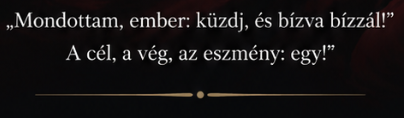 „Mondottam, ember: küzdj, és bízva bízzál!”
A cél, a vég, az eszmény: egy!”